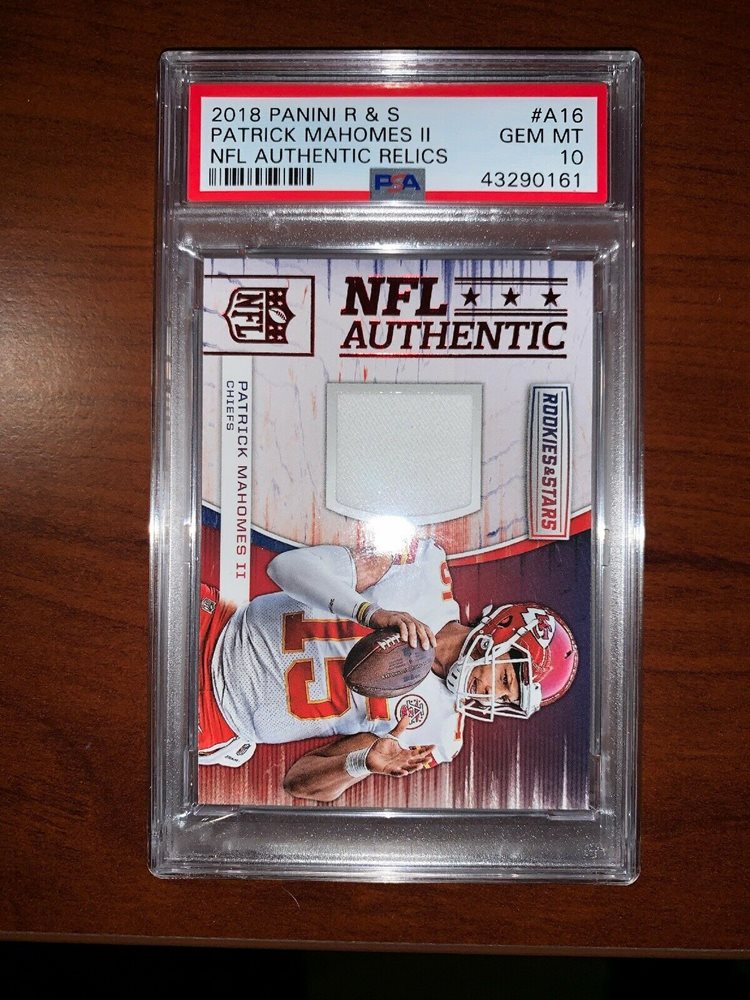 2018 PANINI R & S #A16
PATRICK MAHOMES II GEM MT
NFL AUTHENTIC RELICS 10
PSA 43290161
NFL
NFL
AUTHENTIC
ROOKIES & STARS
PATRICK MAHOMES II
CHIEFS
15
KC